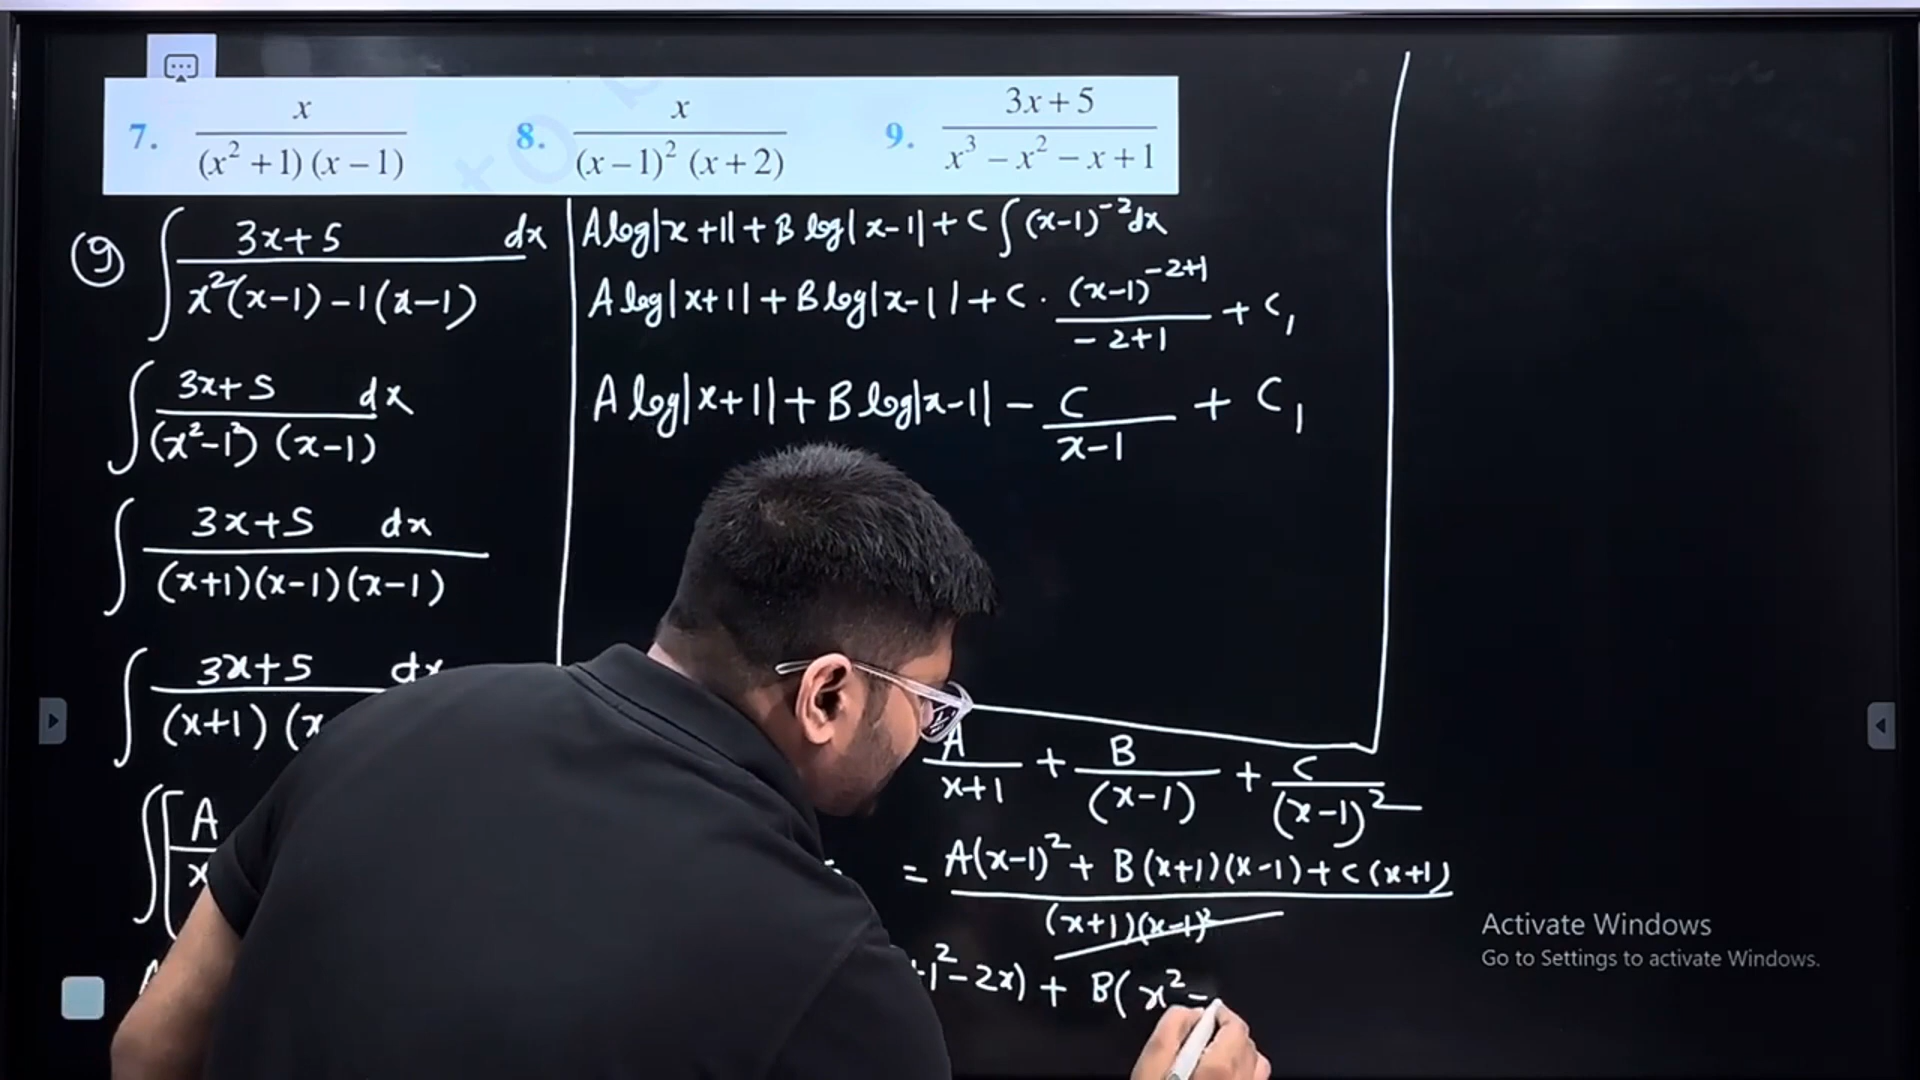 7. x/((x² + 1) (x − 1)) 8. x/((x − 1)² (x + 2)) 9. (3x + 5)/(x³ − x² − x + 1)
(9) ∫ (3x+5)/(x²(x-1) -1(x-1)) dx
∫ (3x+5 dx)/((x²-1²) (x-1))
∫ (3x+5 dx)/((x+1)(x-1)(x-1))
∫ (3x+5 dx)/((x+1) (x
∫ [ A/x
A log|x+1| + B log|x-1| + C ∫ (x-1)⁻² dx
A log|x+1| + B log|x-1| + C · (x-1)⁻²⁺¹/(-2+1) + C₁
A log|x+1| + B log|x-1| - C/(x-1) + C₁
A/(x+1) + B/(x-1) + C/(x-1)²
= (A(x-1)² + B(x+1)(x-1) + C(x+1))/((x+1)(x-1)²)
+1² - 2x) + B(x² -
Activate Windows
Go to Settings to activate Windows.